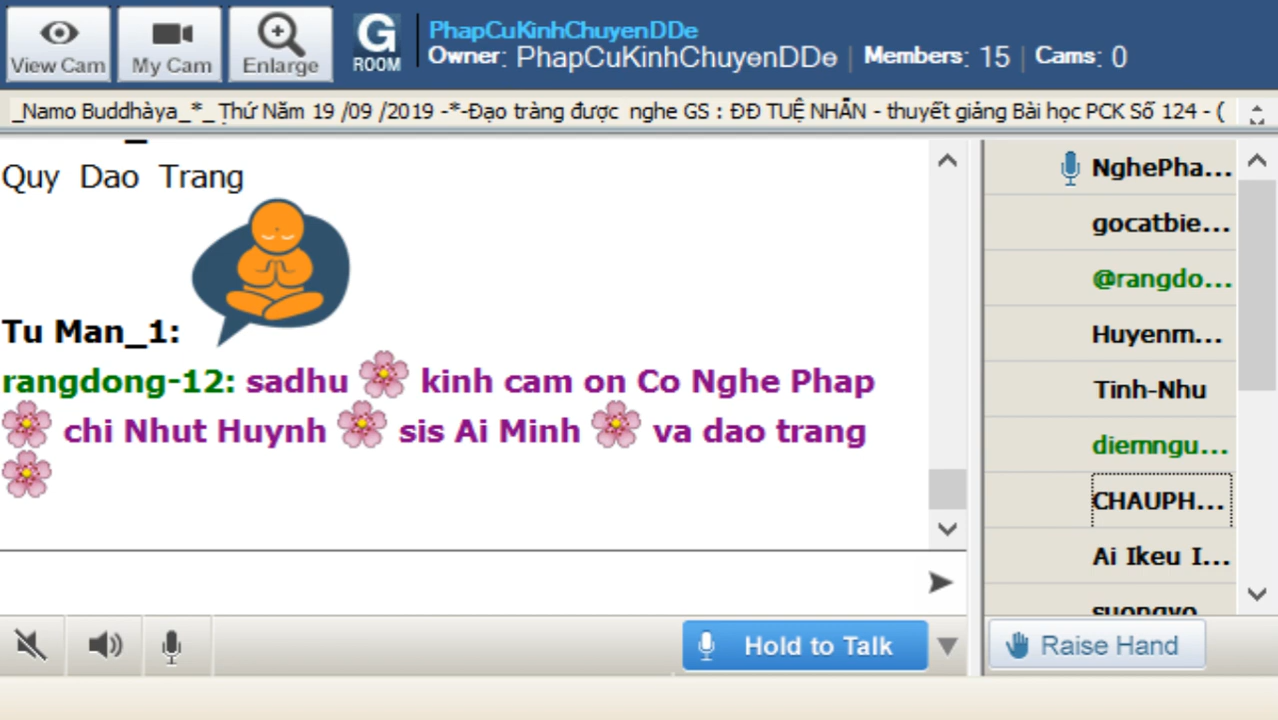 View Cam
My Cam
Enlarge
G
ROOM
PhapCuKinhChuyenDDe
Owner: PhapCuKinhChuyenDDe | Members: 15 | Cams: 0
_Namo Buddhàya_*_ Thứ Năm 19 /09 /2019 -*-Đạo tràng được nghe GS : ĐĐ TUỆ NHẪN - thuyết giảng Bài học PCK Số 124 - (
Quy Dao Trang
Tu Man_1:
rangdong-12: sadhu kinh cam on Co Nghe Phap
chi Nhut Huynh sis Ai Minh va dao trang
NghePha...
gocatbie...
@rangdo...
Huyenm...
Tinh-Nhu
diemngu...
CHAUPH...
Ai Ikeu I...
Hold to Talk
Raise Hand